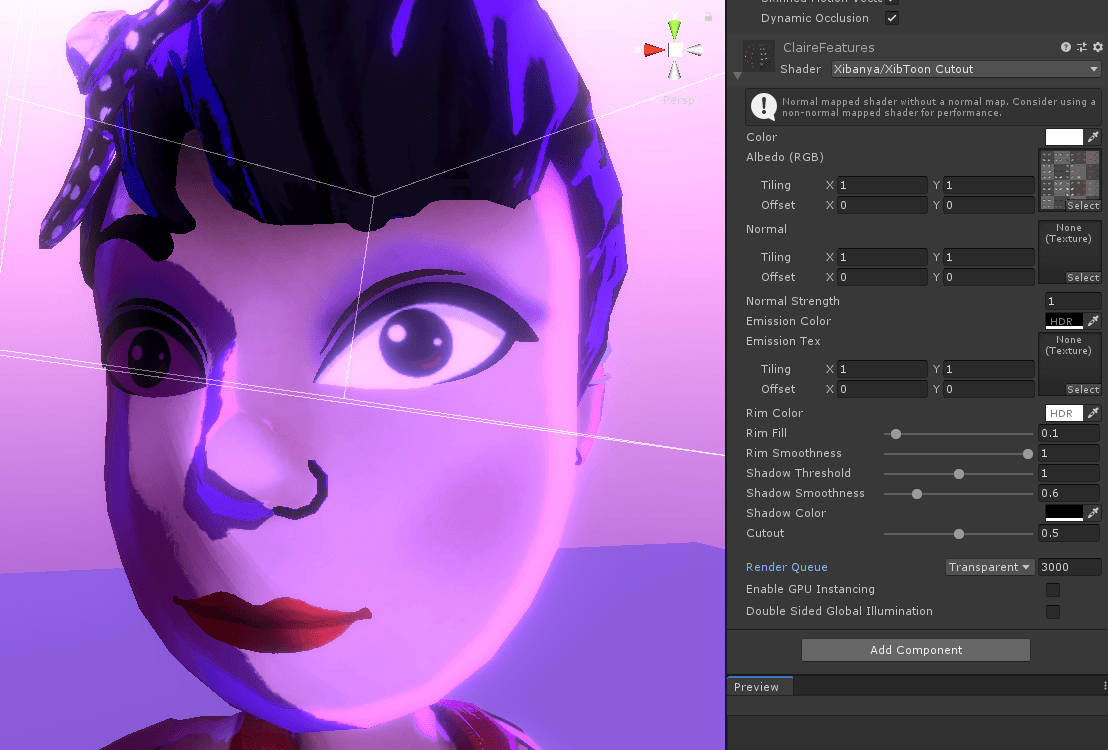 Persp
Skinned Motion Vecto
Dynamic Occlusion
ClaireFeatures
Shader Xibanya/XibToon Cutout
Normal mapped shader without a normal map. Consider using a
non-normal mapped shader for performance.
Color
Albedo (RGB)
Tiling X 1 Y 1
Offset X 0 Y 0
Select
Normal
None
(Texture)
Tiling X 1 Y 1
Offset X 0 Y 0
Select
Normal Strength 1
Emission Color HDR
Emission Tex
None
(Texture)
Tiling X 1 Y 1
Offset X 0 Y 0
Select
Rim Color HDR
Rim Fill 0.1
Rim Smoothness 1
Shadow Threshold 1
Shadow Smoothness 0.6
Shadow Color
Cutout 0.5
Render Queue Transparent 3000
Enable GPU Instancing
Double Sided Global Illumination
Add Component
Preview